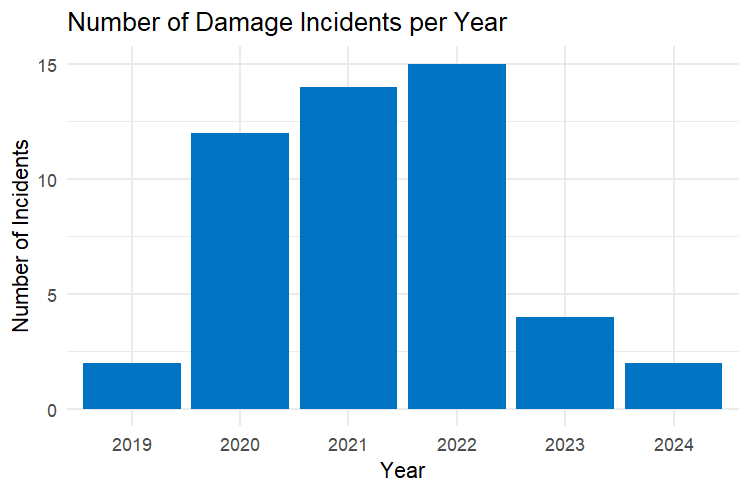 Number of Damage Incidents per Year
Number of Incidents
15
10
5
0
2019 2020 2021 2022 2023 2024
Year